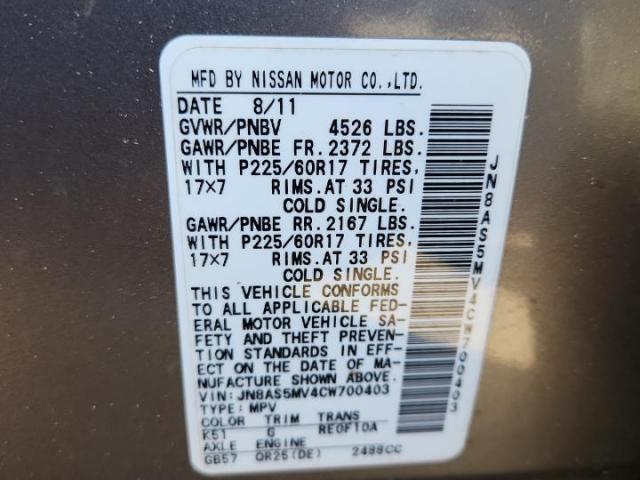 MFD BY NISSAN MOTOR CO.,LTD.
DATE 8/11
GVWR/PNBV 4526 LBS.
GAWR/PNBE FR. 2372 LBS.
WITH P225/60R17 TIRES,
17×7 RIMS. AT 33 PSI
COLD SINGLE.
GAWR/PNBE RR. 2167 LBS.
WITH P225/60R17 TIRES,
17×7 RIMS. AT 33 PSI
COLD SINGLE.
THIS VEHICLE CONFORMS
TO ALL APPLICABLE FED-
ERAL MOTOR VEHICLE SA-
FETY AND THEFT PREVEN-
TION STANDARDS IN EFF-
ECT ON THE DATE OF MA-
NUFACTURE SHOWN ABOVE.
VIN: JN8AS5MV4CW700403
TYPE: MPV
COLOR TRIM TRANS
K51 G RE0F10A
AXLE ENGINE
GB57 QR25(DE) 2488CC
JN8AS5MV4CW700403